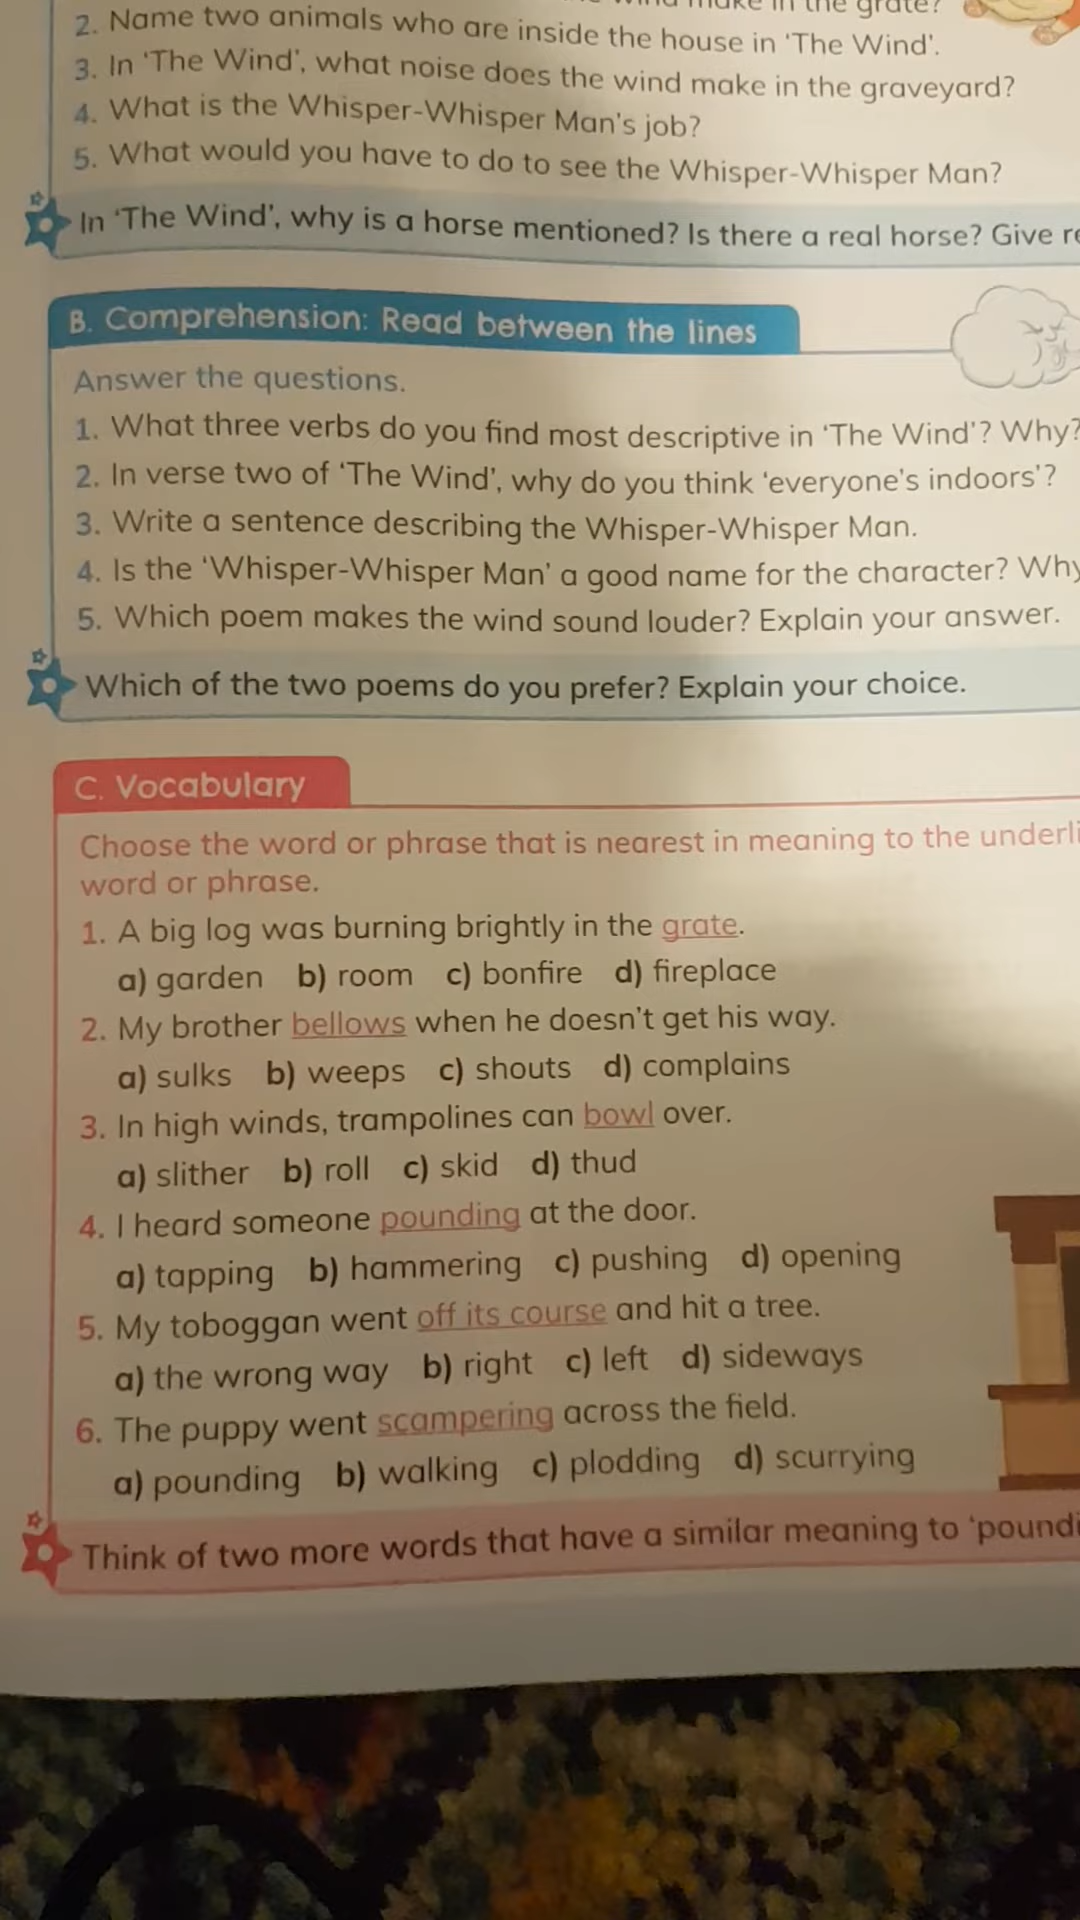 make in the grate?
2. Name two animals who are inside the house in ‘The Wind’.
3. In ‘The Wind’, what noise does the wind make in the graveyard?
4. What is the Whisper-Whisper Man's job?
5. What would you have to do to see the Whisper-Whisper Man?
In ‘The Wind’, why is a horse mentioned? Is there a real horse? Give
B. Comprehension: Read between the lines
Answer the questions.
1. What three verbs do you find most descriptive in ‘The Wind’? Why?
2. In verse two of ‘The Wind’, why do you think ‘everyone's indoors’?
3. Write a sentence describing the Whisper-Whisper Man.
4. Is the ‘Whisper-Whisper Man’ a good name for the character? Why
5. Which poem makes the wind sound louder? Explain your answer.
Which of the two poems do you prefer? Explain your choice.
C. Vocabulary
Choose the word or phrase that is nearest in meaning to the underli
word or phrase.
1. A big log was burning brightly in the grate.
a) garden b) room c) bonfire d) fireplace
2. My brother bellows when he doesn't get his way.
a) sulks b) weeps c) shouts d) complains
3. In high winds, trampolines can bowl over.
a) slither b) roll c) skid d) thud
4. I heard someone pounding at the door.
a) tapping b) hammering c) pushing d) opening
5. My toboggan went off its course and hit a tree.
a) the wrong way b) right c) left d) sideways
6. The puppy went scampering across the field.
a) pounding b) walking c) plodding d) scurrying
Think of two more words that have a similar meaning to ‘poundi